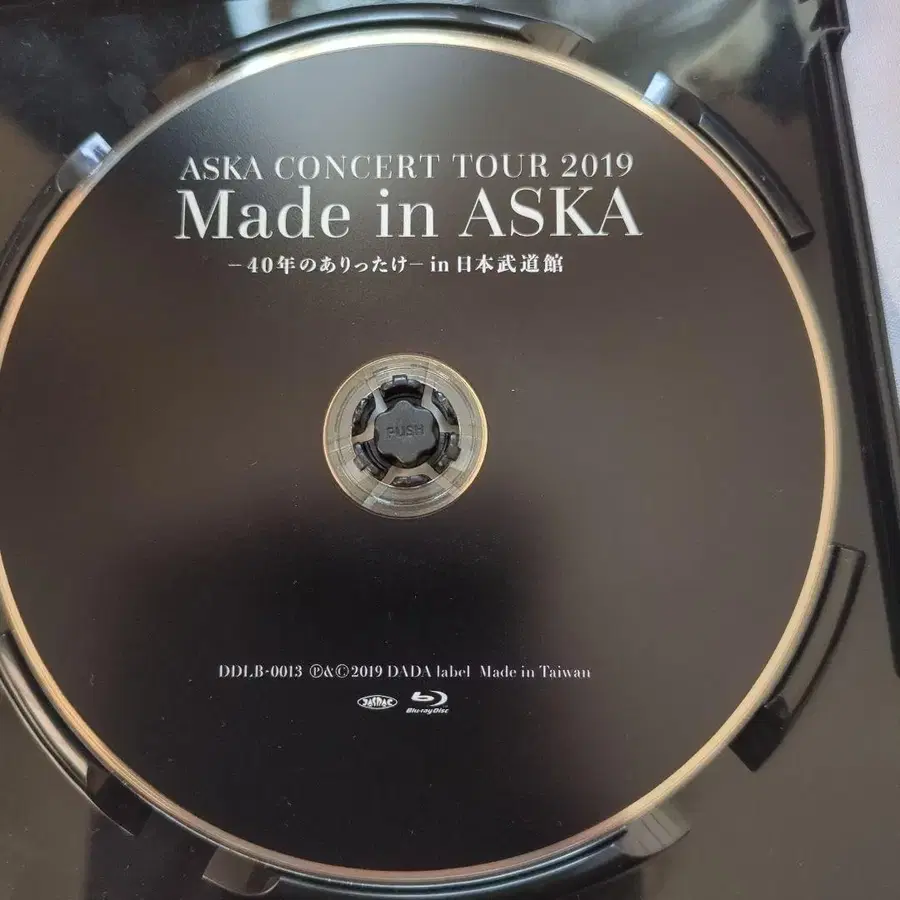 ASKA CONCERT TOUR 2019
Made in ASKA
−40年のありったけ− in 日本武道館
PUSH
DDLB-0013 ℗&©2019 DADA label Made in Taiwan
JASRAC
Blu-ray Disc